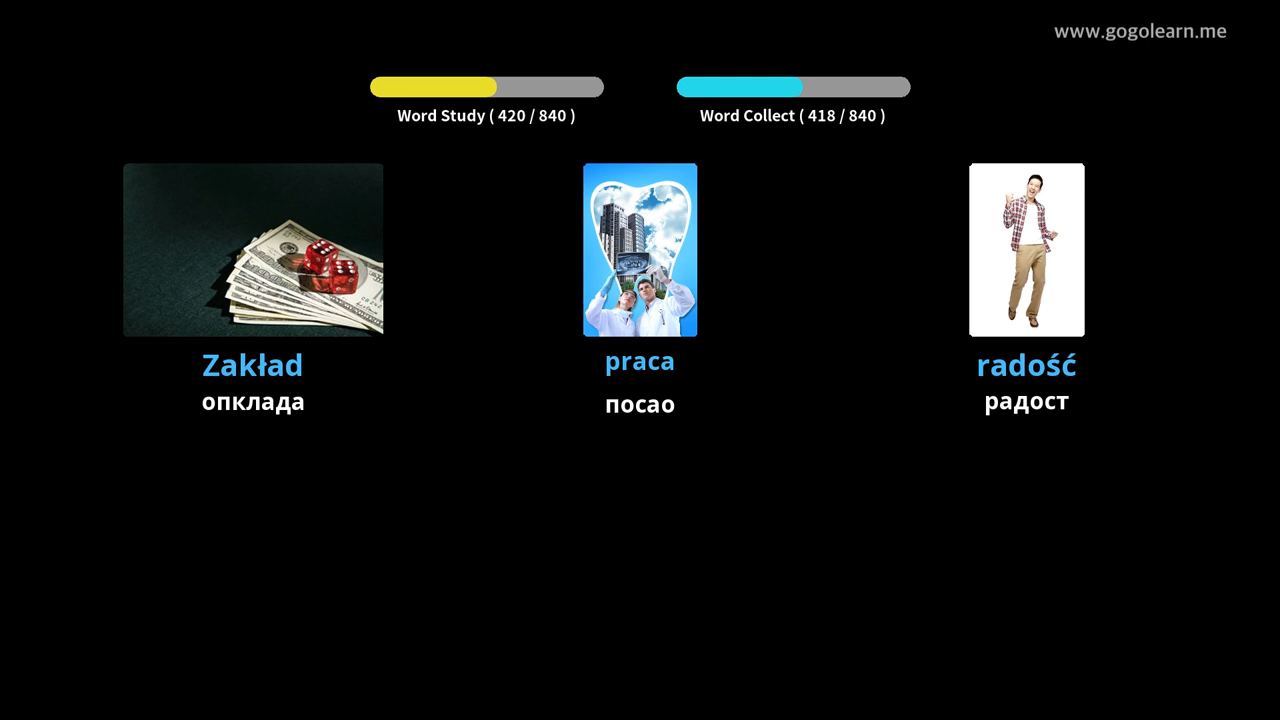 www.gogolearn.me
Word Study ( 420 / 840 )
Word Collect ( 418 / 840 )
Zakład
опклада
praca
посао
radość
радост